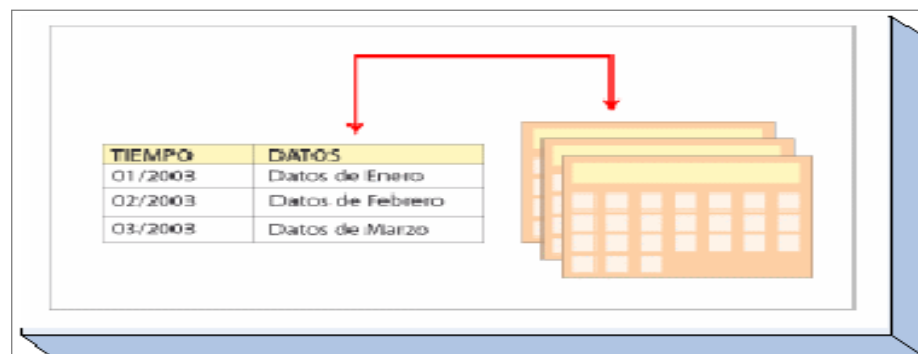 TIEMPO DATOS
01/2003 Datos de Enero
02/2003 Datos de Febrero
03/2003 Datos de Marzo